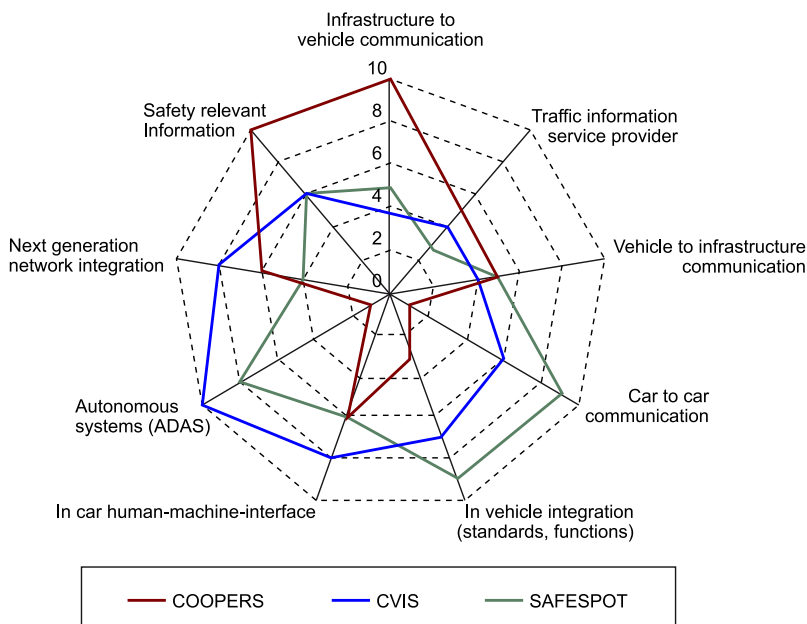 Infrastructure to
vehicle communication
10
Safety relevant
Information
8
Traffic information
service provider
6
4
Next generation
network integration
Vehicle to infrastructure
communication
2
0
Autonomous
systems (ADAS)
Car to car
communication
In car human-machine-interface
In vehicle integration
(standards, functions)
COOPERS
CVIS
SAFESPOT